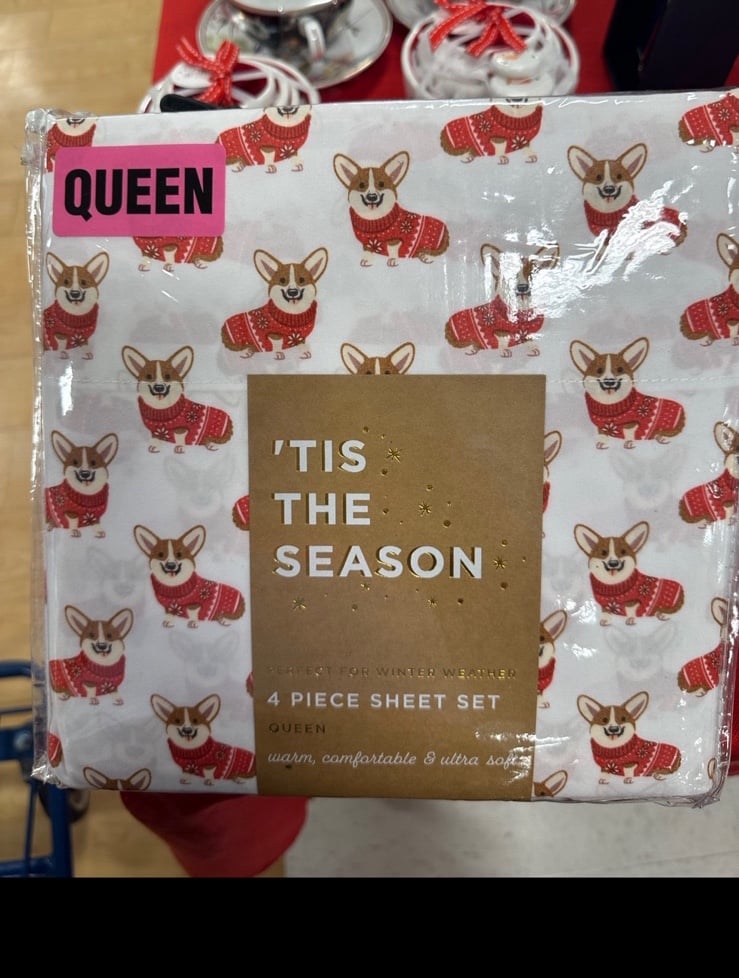 QUEEN
'TIS
THE
SEASON
PERFECT FOR WINTER WEATHER
4 PIECE SHEET SET
QUEEN
warm, comfortable & ultra soft